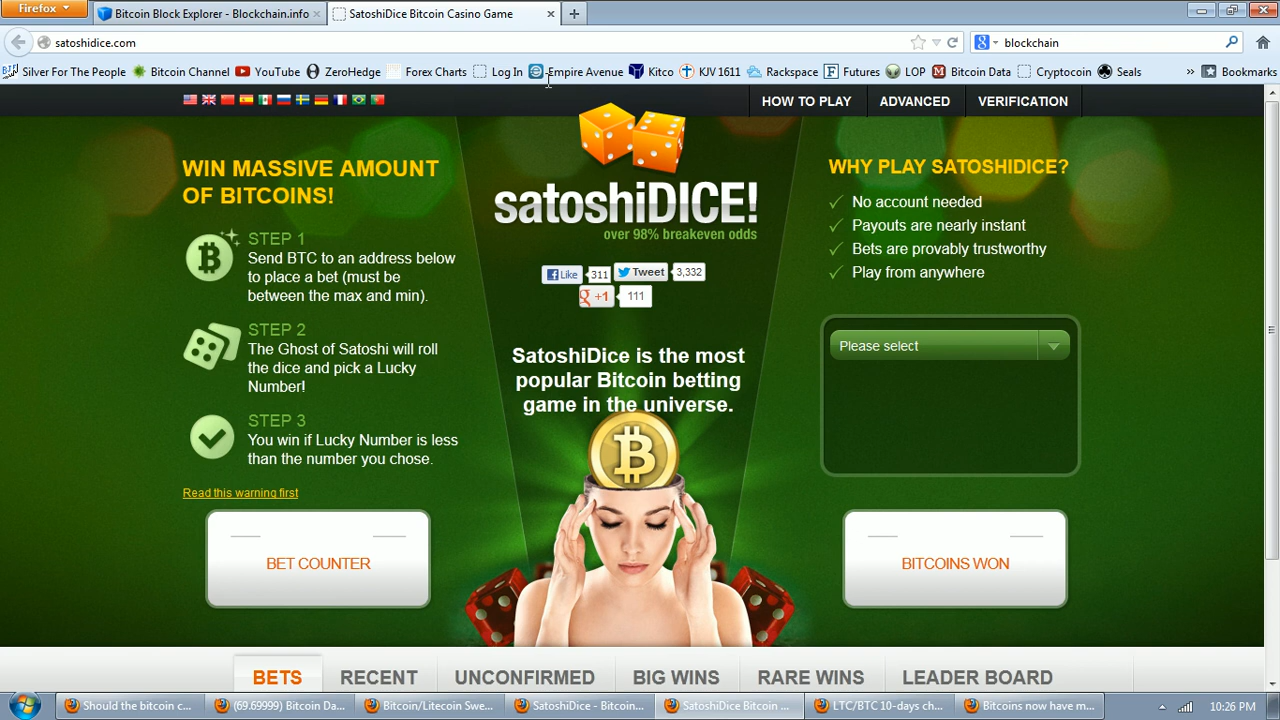 Firefox
Bitcoin Block Explorer - Blockchain.info
SatoshiDice Bitcoin Casino Game
satoshidice.com
blockchain
Silver For The People
Bitcoin Channel
YouTube
ZeroHedge
Forex Charts
Log In
Empire Avenue
Kitco
KJV 1611
Rackspace
Futures
LOP
Bitcoin Data
Cryptocoin
Seals
»
Bookmarks
HOW TO PLAY
ADVANCED
VERIFICATION
WIN MASSIVE AMOUNT
OF BITCOINS!
STEP 1
Send BTC to an address below
to place a bet (must be
between the max and min).
STEP 2
The Ghost of Satoshi will roll
the dice and pick a Lucky
Number!
STEP 3
You win if Lucky Number is less
than the number you chose.
Read this warning first
BET COUNTER
satoshiDICE!
over 98% breakeven odds
Like 311
Tweet 3,332
+1 111
SatoshiDice is the most
popular Bitcoin betting
game in the universe.
WHY PLAY SATOSHIDICE?
No account needed
Payouts are nearly instant
Bets are provably trustworthy
Play from anywhere
Please select
BITCOINS WON
BETS
RECENT
UNCONFIRMED
BIG WINS
RARE WINS
LEADER BOARD
Should the bitcoin c...
(69.69999) Bitcoin Da...
Bitcoin/Litecoin Swe...
SatoshiDice - Bitcoin...
SatoshiDice Bitcoin ...
LTC/BTC 10-days ch...
Bitcoins now have m...
10:26 PM